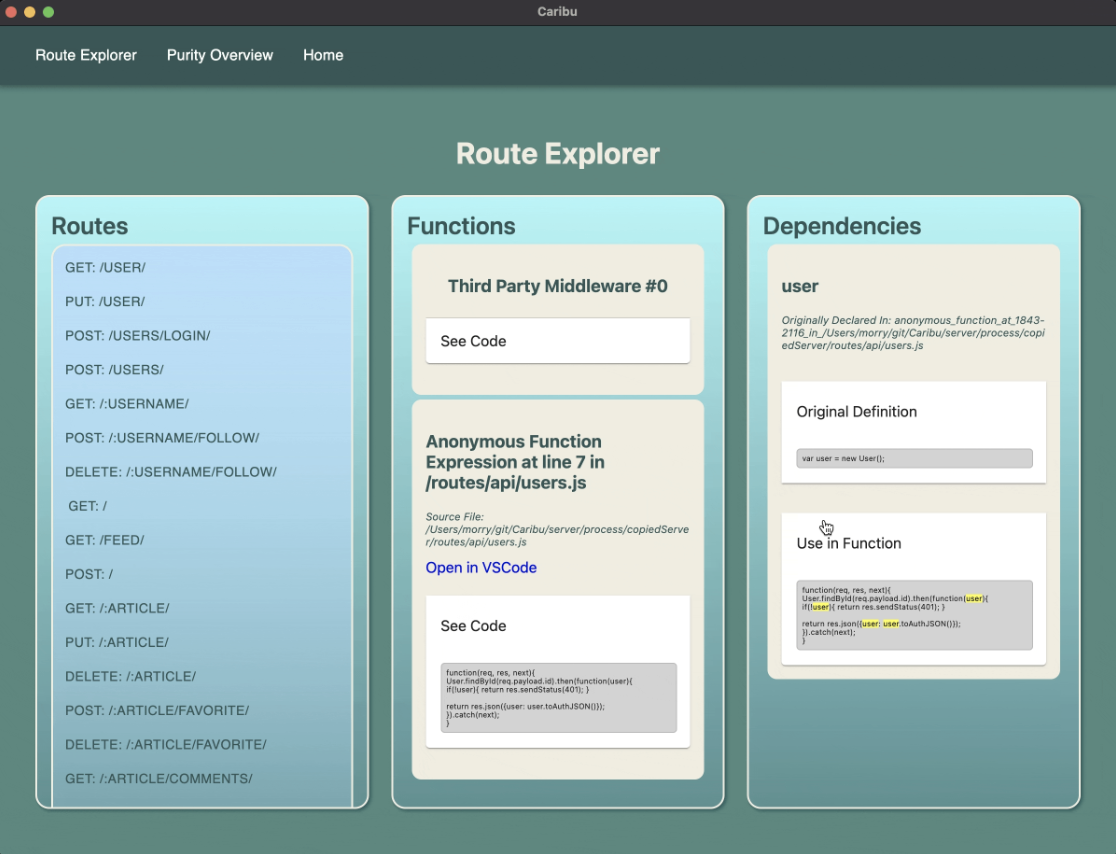 Caribu
Route Explorer
Purity Overview
Home
Route Explorer
Routes
GET: /USER/
PUT: /USER/
POST: /USERS/LOGIN/
POST: /USERS/
GET: /:USERNAME/
POST: /:USERNAME/FOLLOW/
DELETE: /:USERNAME/FOLLOW/
GET: /
GET: /FEED/
POST: /
GET: /:ARTICLE/
PUT: /:ARTICLE/
DELETE: /:ARTICLE/
POST: /:ARTICLE/FAVORITE/
DELETE: /:ARTICLE/FAVORITE/
GET: /:ARTICLE/COMMENTS/
Functions
Third Party Middleware #0
See Code
Anonymous Function
Expression at line 7 in
/routes/api/users.js
Source File:
/Users/morry/git/Caribu/server/process/copiedServe
r/routes/api/users.js
Open in VSCode
See Code
function(req, res, next){
User.findById(req.payload.id).then(function(user){
if(!user){ return res.sendStatus(401); }
return res.json({user: user.toAuthJSON()});
}).catch(next);
}
Dependencies
user
Originally Declared In: anonymous_function_at_1843-
2116_in_/Users/morry/git/Caribu/server/process/copi
edServer/routes/api/users.js
Original Definition
var user = new User();
Use in Function
function(req, res, next){
User.findById(req.payload.id).then(function(user){
if(!user){ return res.sendStatus(401); }
return res.json({user: user.toAuthJSON()});
}).catch(next);
}